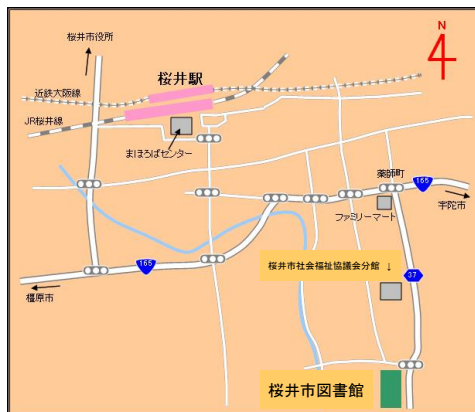 N
桜井市役所
桜井駅
近鉄大阪線
JR桜井線
まほろばセンター
薬師町
165
宇陀市
ファミリーマート
165
橿原市
桜井市社会福祉協議会分館 ↓
37
桜井市図書館